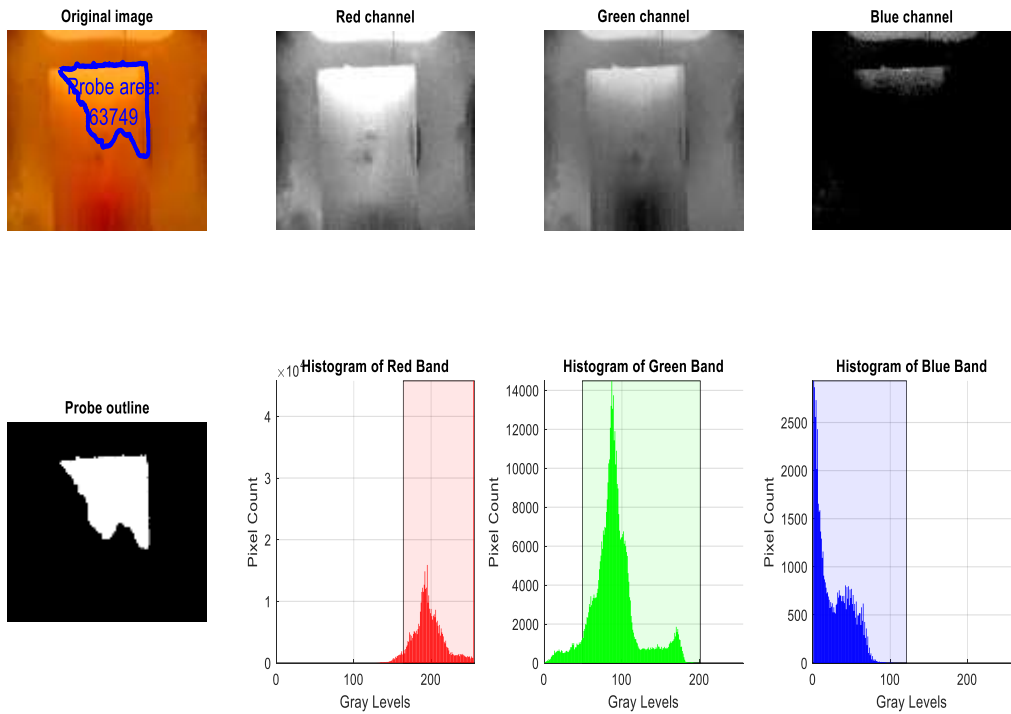 Original image
Red channel
Green channel
Blue channel
Probe area:
63749
Probe outline
Histogram of Red Band
Histogram of Green Band
Histogram of Blue Band
×10
4
3
2
1
0
0
100
200
Pixel Count
Gray Levels
14000
12000
10000
8000
6000
4000
2000
0
0
100
200
Pixel Count
Gray Levels
2500
2000
1500
1000
500
0
0
100
200
Pixel Count
Gray Levels